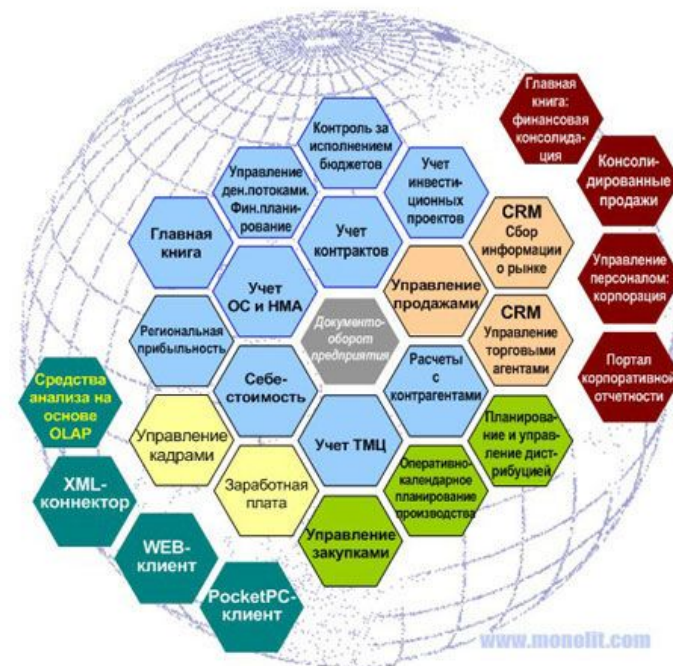 Главная
книга:
финансовая
консолида-
ция
Консоли-
дированные
продажи
Управление
персоналом:
корпорация
Портал
корпоративной
отчетности
Контроль за
исполнением
бюджетов
Управление
ден.потоками.
Фин.плани-
рование
Учет
инвести-
ционных
проектов
Главная
книга
Учет
контрактов
CRM
Сбор
информации
о рынке
Учет
ОС и НМА
Управление
продажами
Региональная
прибыльность
Документо-
оборот
предприятия
CRM
Управление
торговыми
агентами
Себе-
стоимость
Расчеты
с
контрагентами
Управление
кадрами
Учет ТМЦ
Планирова-
ние и управ-
ление дист-
рибуцией
Заработная
плата
Оперативно-
календарное
планирование
производства
Управление
закупками
Средства
анализа на
основе
OLAP
XML-
коннектор
WEB-
клиент
PocketPC-
клиент
www.monolit.com